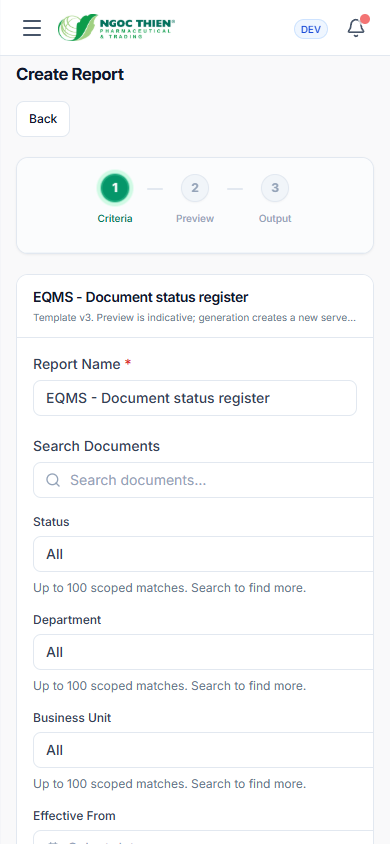 NGOC THIEN®
PHARMACEUTICAL
& TRADING
DEV
Create Report
Back
1
2
3
Criteria
Preview
Output
EQMS - Document status register
Template v3. Preview is indicative; generation creates a new serve...
Report Name *
EQMS - Document status register
Search Documents
Search documents...
Status
All
Up to 100 scoped matches. Search to find more.
Department
All
Up to 100 scoped matches. Search to find more.
Business Unit
All
Up to 100 scoped matches. Search to find more.
Effective From